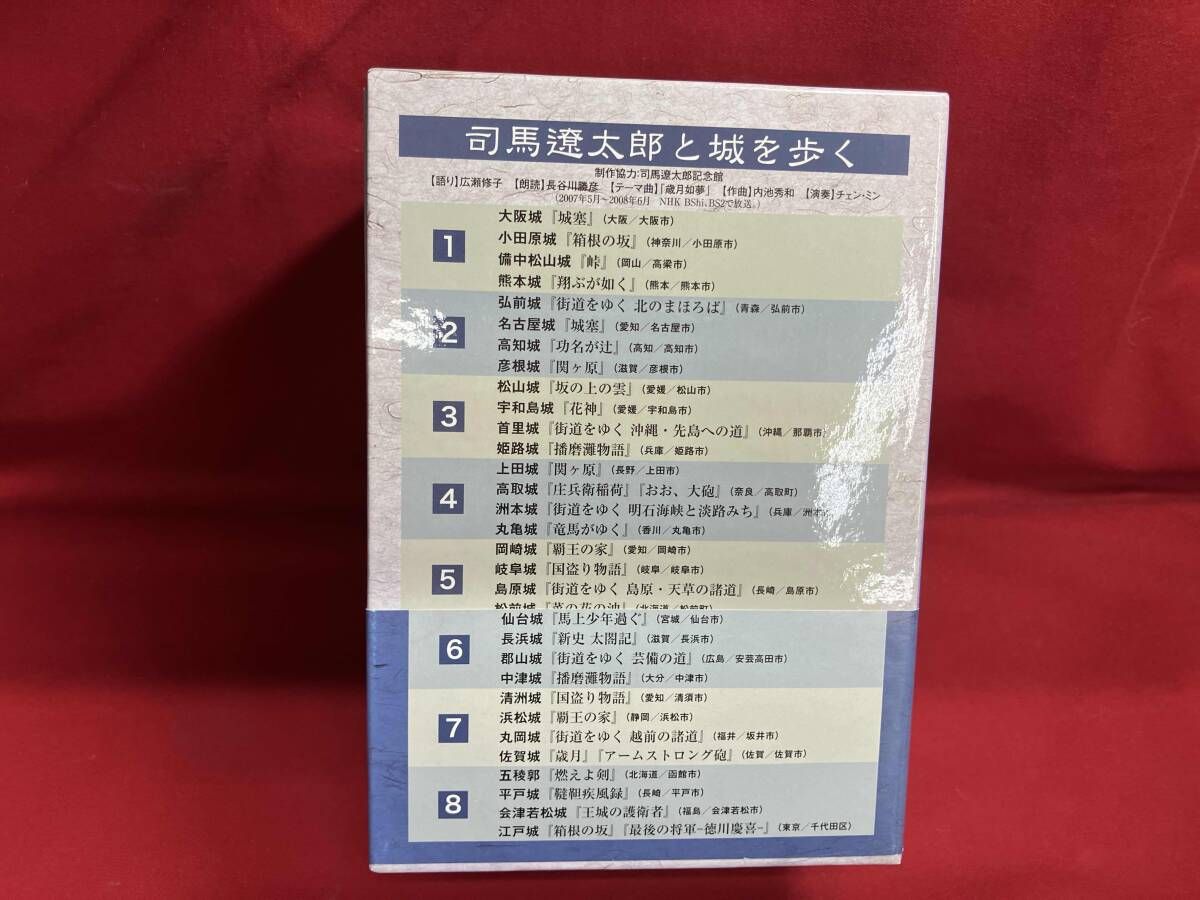 司馬遼太郎と城を歩く
制作協力:司馬遼太郎記念館
【語り】広瀬修子 【朗読】長谷川勝彦 【テーマ曲】「歳月如夢」 【作曲】内池秀和 【演奏】チェン・ミン
(2007年5月~2008年6月 NHK BShi、BS2で放送。)
1
大阪城『城塞』(大阪/大阪市)
小田原城『箱根の坂』(神奈川/小田原市)
備中松山城『峠』(岡山/高梁市)
熊本城『翔ぶが如く』(熊本/熊本市)
2
弘前城『街道をゆく 北のまほろば』(青森/弘前市)
名古屋城『城塞』(愛知/名古屋市)
高知城『功名が辻』(高知/高知市)
彦根城『関ヶ原』(滋賀/彦根市)
3
松山城『坂の上の雲』(愛媛/松山市)
宇和島城『花神』(愛媛/宇和島市)
首里城『街道をゆく 沖縄・先島への道』(沖縄/那覇市)
姫路城『播磨灘物語』(兵庫/姫路市)
4
上田城『関ヶ原』(長野/上田市)
高取城『庄兵衛稲荷』『おお、大砲』(奈良/高取町)
洲本城『街道をゆく 明石海峡と淡路みち』(兵庫/洲本
丸亀城『竜馬がゆく』(香川/丸亀市)
5
岡崎城『覇王の家』(愛知/岡崎市)
岐阜城『国盗り物語』(岐阜/岐阜市)
島原城『街道をゆく 島原・天草の諸道』(長崎/島原市)
松前城『菜の花の沖』(北海道/松前町)
6
仙台城『馬上少年過ぐ』(宮城/仙台市)
長浜城『新史 太閤記』(滋賀/長浜市)
郡山城『街道をゆく 芸備の道』(広島/安芸高田市)
中津城『播磨灘物語』(大分/中津市)
7
清洲城『国盗り物語』(愛知/清須市)
浜松城『覇王の家』(静岡/浜松市)
丸岡城『街道をゆく 越前の諸道』(福井/坂井市)
佐賀城『歳月』『アームストロング砲』(佐賀/佐賀市)
8
五稜郭『燃えよ剣』(北海道/函館市)
平戸城『韃靼疾風録』(長崎/平戸市)
会津若松城『王城の護衛者』(福島/会津若松市)
江戸城『箱根の坂』『最後の将軍-徳川慶喜-』(東京/千代田区)